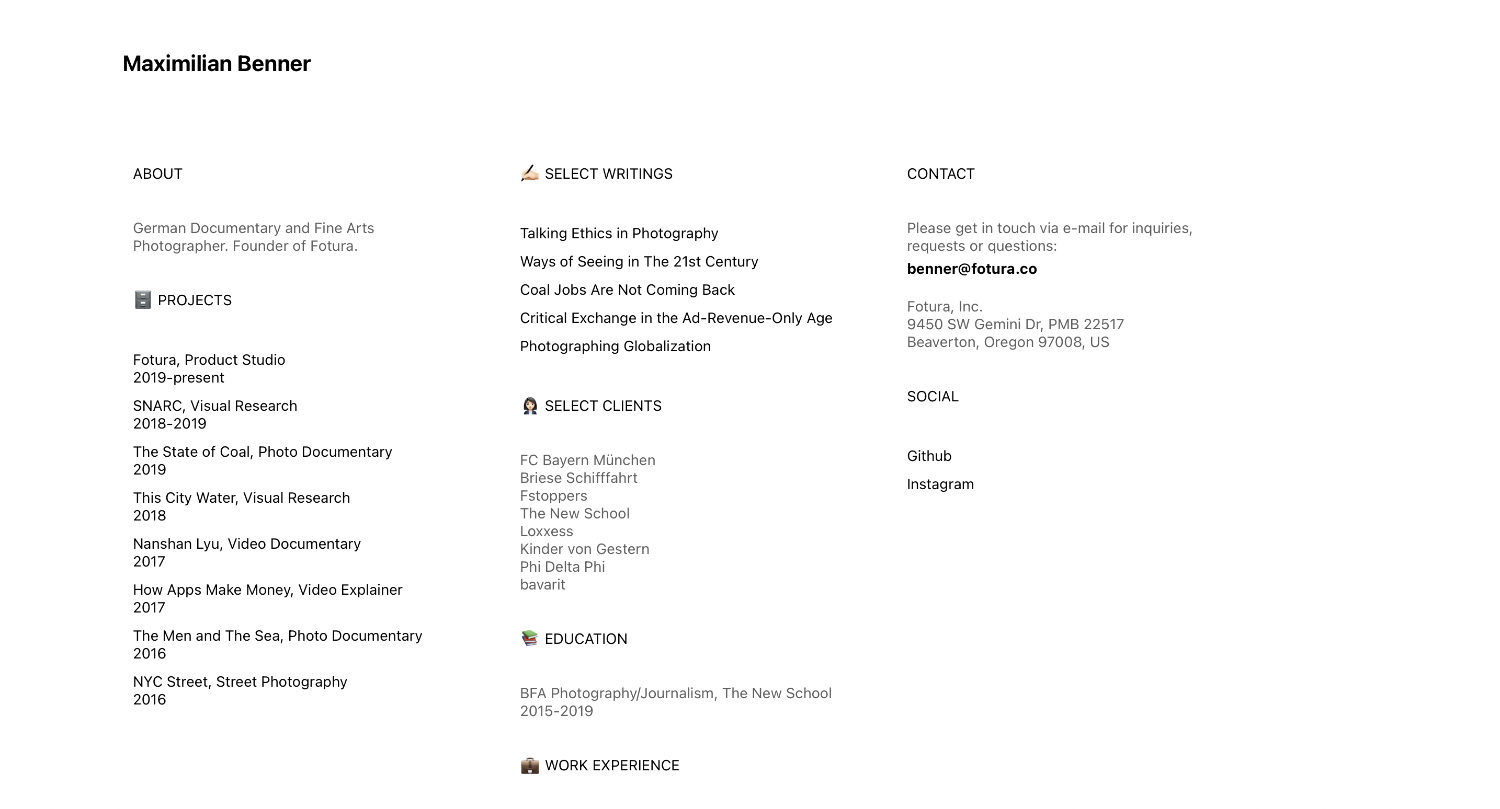 Maximilian Benner
ABOUT
German Documentary and Fine Arts
Photographer. Founder of Fotura.
🗄️ PROJECTS
Fotura, Product Studio
2019-present
SNARC, Visual Research
2018-2019
The State of Coal, Photo Documentary
2019
This City Water, Visual Research
2018
Nanshan Lyu, Video Documentary
2017
How Apps Make Money, Video Explainer
2017
The Men and The Sea, Photo Documentary
2016
NYC Street, Street Photography
2016
✍🏻 SELECT WRITINGS
Talking Ethics in Photography
Ways of Seeing in The 21st Century
Coal Jobs Are Not Coming Back
Critical Exchange in the Ad-Revenue-Only Age
Photographing Globalization
👩🏻‍💼 SELECT CLIENTS
FC Bayern München
Briese Schifffahrt
Fstoppers
The New School
Loxxess
Kinder von Gestern
Phi Delta Phi
bavarit
📚 EDUCATION
BFA Photography/Journalism, The New School
2015-2019
💼 WORK EXPERIENCE
CONTACT
Please get in touch via e-mail for inquiries,
requests or questions:
benner@fotura.co
Fotura, Inc.
9450 SW Gemini Dr, PMB 22517
Beaverton, Oregon 97008, US
SOCIAL
Github
Instagram